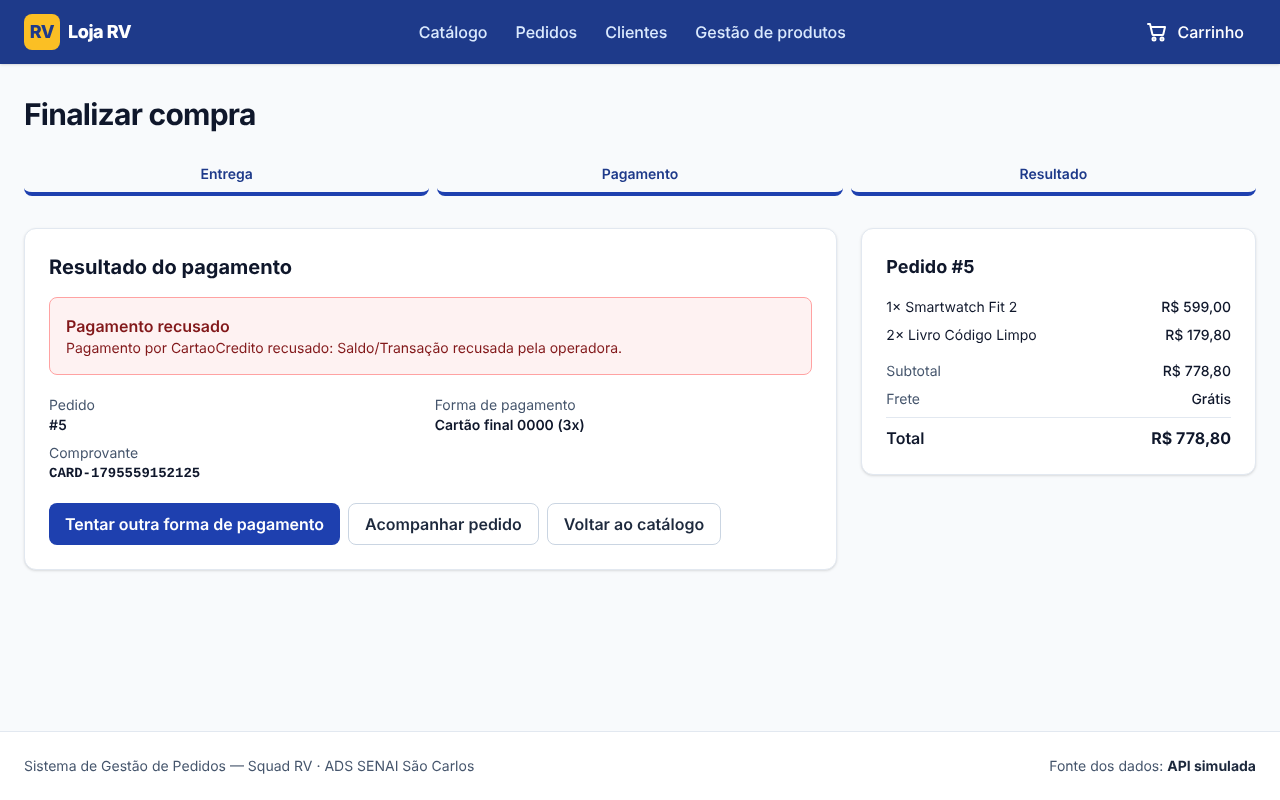 RV Loja RV
Catálogo Pedidos Clientes Gestão de produtos
Carrinho
Finalizar compra
Entrega Pagamento Resultado
Resultado do pagamento
Pagamento recusado
Pagamento por CartaoCredito recusado: Saldo/Transação recusada pela operadora.
Pedido
#5
Forma de pagamento
Cartão final 0000 (3x)
Comprovante
CARD-1795559152125
Tentar outra forma de pagamento
Acompanhar pedido
Voltar ao catálogo
Pedido #5
1× Smartwatch Fit 2 R$ 599,00
2× Livro Código Limpo R$ 179,80
Subtotal R$ 778,80
Frete Grátis
Total R$ 778,80
Sistema de Gestão de Pedidos — Squad RV · ADS SENAI São Carlos
Fonte dos dados: API simulada